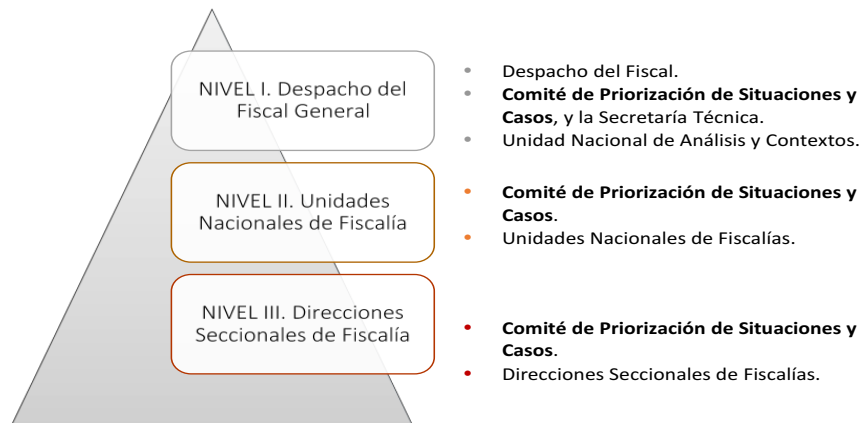 NIVEL I. Despacho del
Fiscal General
• Despacho del Fiscal.
• Comité de Priorización de Situaciones y
Casos, y la Secretaría Técnica.
• Unidad Nacional de Análisis y Contextos.
NIVEL II. Unidades
Nacionales de Fiscalía
• Comité de Priorización de Situaciones y
Casos.
• Unidades Nacionales de Fiscalías.
NIVEL III. Direcciones
Seccionales de Fiscalía
• Comité de Priorización de Situaciones y
Casos.
• Direcciones Seccionales de Fiscalías.